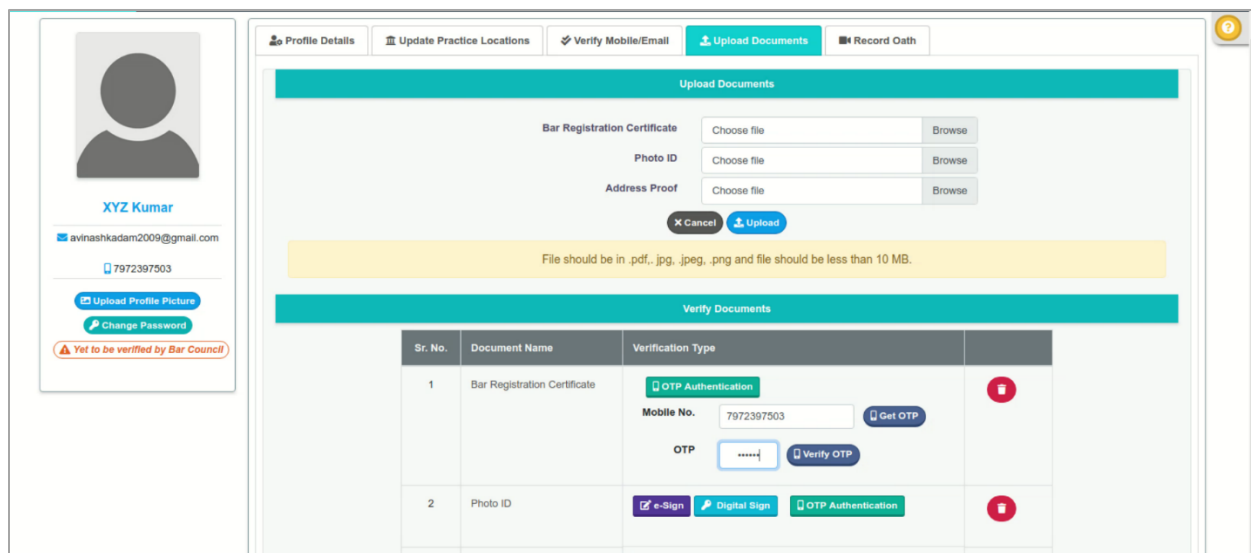 Profile Details
Update Practice Locations
Verify Mobile/Email
Upload Documents
Record Oath
XYZ Kumar
avinashkadam2009@gmail.com
7972397503
Upload Profile Picture
Change Password
Yet to be verified by Bar Council
Upload Documents
Bar Registration Certificate Choose file Browse
Photo ID Choose file Browse
Address Proof Choose file Browse
Cancel Upload
File should be in .pdf,. jpg, .jpeg, .png and file should be less than 10 MB.
Verify Documents
Sr. No. Document Name Verification Type
1 Bar Registration Certificate OTP Authentication
Mobile No. 7972397503 Get OTP
OTP •••••• Verify OTP
2 Photo ID e-Sign Digital Sign OTP Authentication